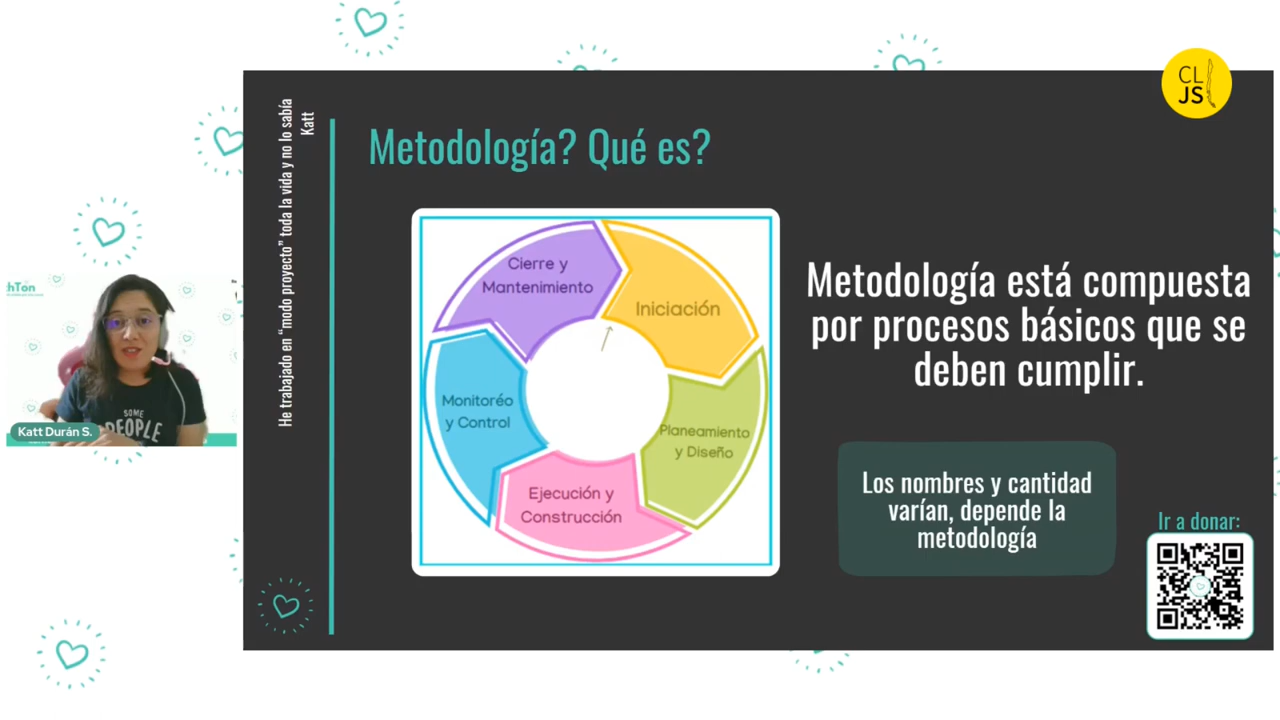 CL
JS
He trabajado en “modo proyecto” toda la vida y no lo sabía
Katt
Metodología? Qué es?
Cierre y
Mantenimiento
Iniciación
Monitoréo
y Control
Planeamiento
y Diseño
Ejecución y
Construcción
Metodología está compuesta
por procesos básicos que se
deben cumplir.
Los nombres y cantidad
varían, depende la
metodología
Ir a donar:
hTon
SOME
PEOPLE
Katt Durán S.